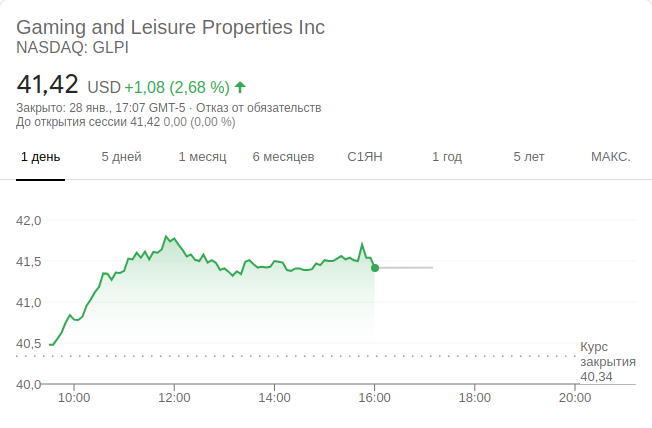 Gaming and Leisure Properties Inc
NASDAQ: GLPI
41,42 USD +1,08 (2,68 %)
Закрыто: 28 янв., 17:07 GMT-5 · Отказ от обязательств
До открытия сессии 41,42 0,00 (0,00 %)
1 день 5 дней 1 месяц 6 месяцев С1ЯН 1 год 5 лет МАКС.
42,0
41,5
41,0
40,5
Курс
закрытия
40,34
40,0
10:00 12:00 14:00 16:00 18:00 20:00